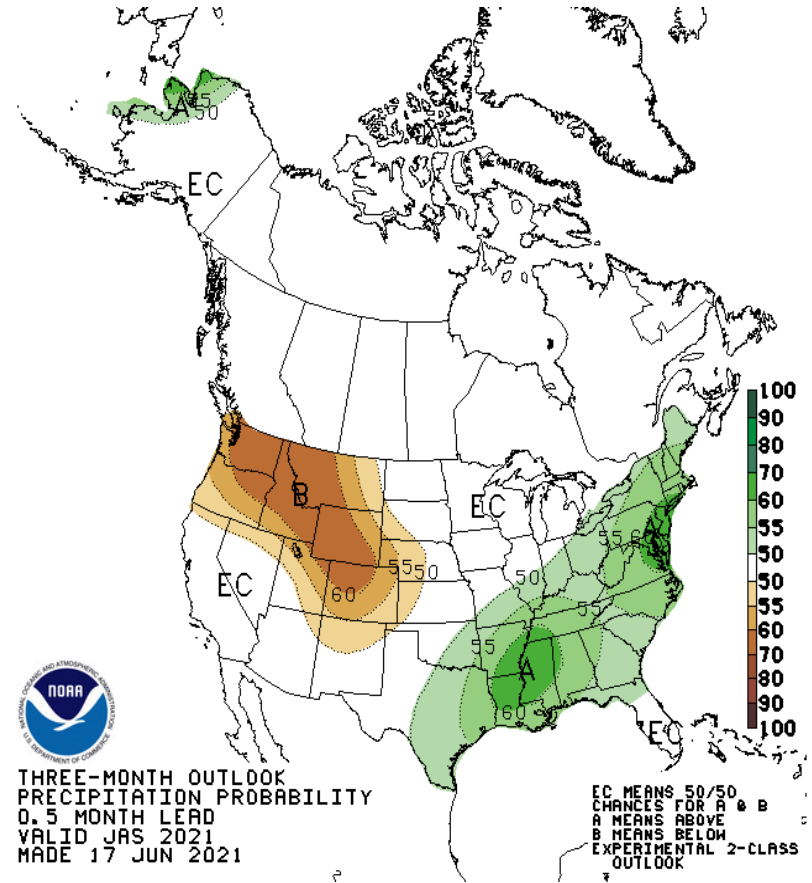 A 45
50
EC
B
EC
EC
55 50
60
50
55 60
A
55
55
A
60
EC
100
90
80
70
60
55
50
50
55
60
70
80
90
100
NATIONAL OCEANIC AND ATMOSPHERIC ADMINISTRATION
NOAA
U.S. DEPARTMENT OF COMMERCE
THREE-MONTH OUTLOOK
PRECIPITATION PROBABILITY
0.5 MONTH LEAD
VALID JAS 2021
MADE 17 JUN 2021
EC MEANS 50/50
CHANCES FOR A & B
A MEANS ABOVE
B MEANS BELOW
EXPERIMENTAL 2-CLASS
OUTLOOK